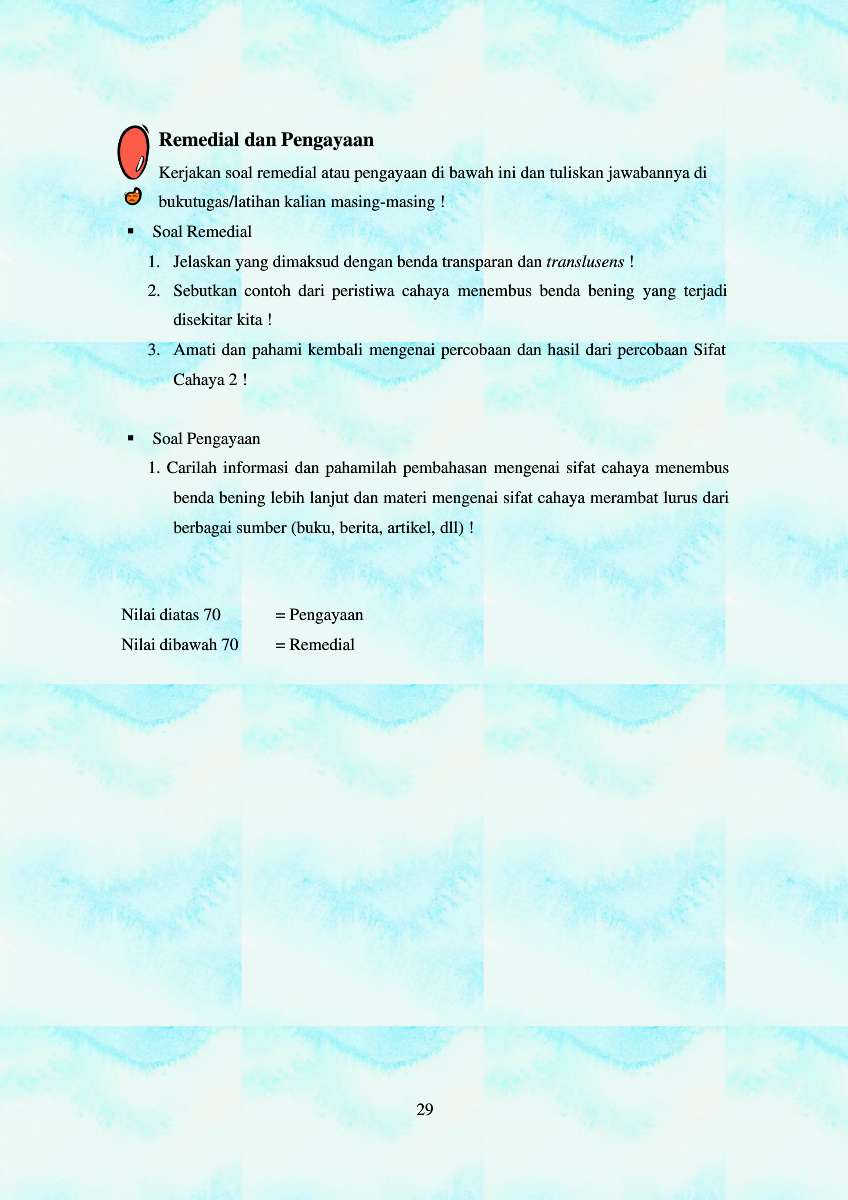 Remedial dan Pengayaan
Kerjakan soal remedial atau pengayaan di bawah ini dan tuliskan jawabannya di
bukutugas/latihan kalian masing-masing !
▪ Soal Remedial
1. Jelaskan yang dimaksud dengan benda transparan dan translusens !
2. Sebutkan contoh dari peristiwa cahaya menembus benda bening yang terjadi
disekitar kita !
3. Amati dan pahami kembali mengenai percobaan dan hasil dari percobaan Sifat
Cahaya 2 !
▪ Soal Pengayaan
1. Carilah informasi dan pahamilah pembahasan mengenai sifat cahaya menembus
benda bening lebih lanjut dan materi mengenai sifat cahaya merambat lurus dari
berbagai sumber (buku, berita, artikel, dll) !
Nilai diatas 70 = Pengayaan
Nilai dibawah 70 = Remedial
29